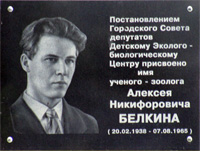 Постановлением
Городского Совета
депутатов
Детскому Эколого -
биологическому
Центру присвоено
имя
ученого - зоолога
Алексея
Никифоровича
БЕЛКИНА
( 20.02.1938 - 07.08.1965 )